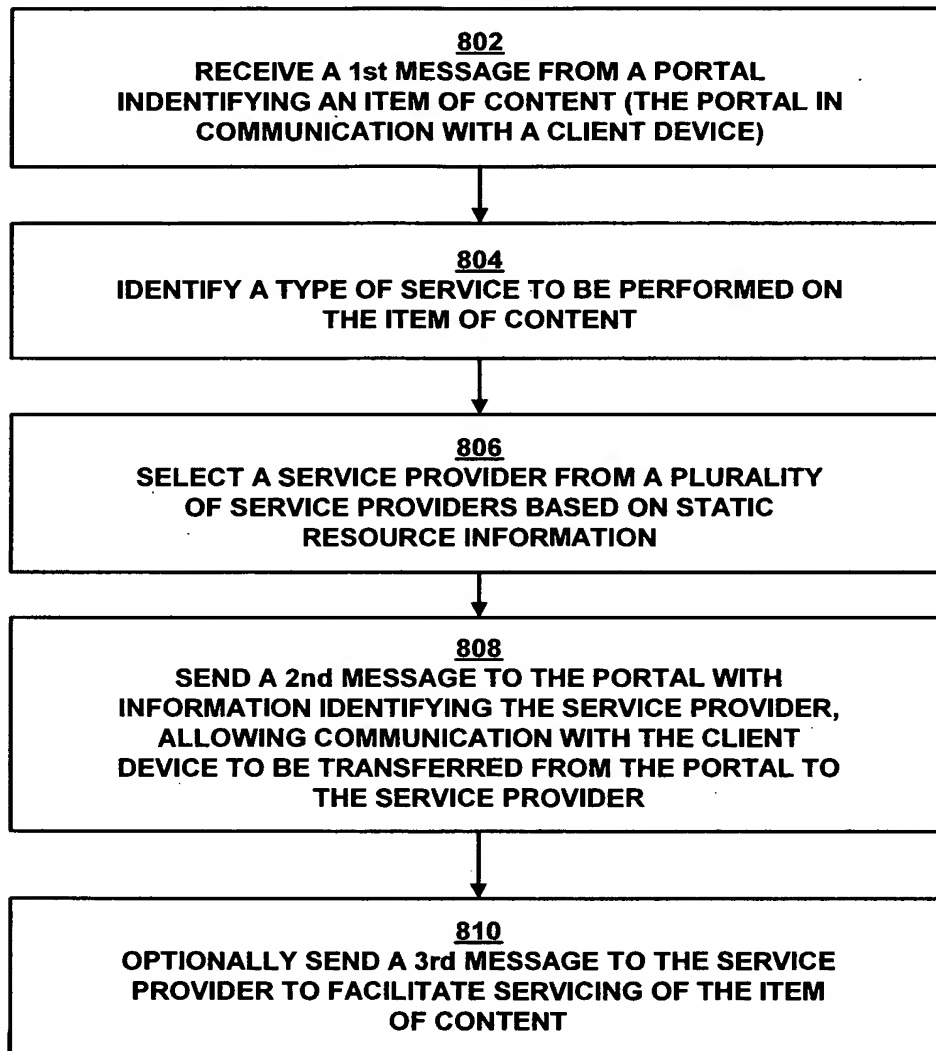 802
RECEIVE A 1st MESSAGE FROM A PORTAL
INDENTIFYING AN ITEM OF CONTENT (THE PORTAL IN
COMMUNICATION WITH A CLIENT DEVICE)
804
IDENTIFY A TYPE OF SERVICE TO BE PERFORMED ON
THE ITEM OF CONTENT
806
SELECT A SERVICE PROVIDER FROM A PLURALITY
OF SERVICE PROVIDERS BASED ON STATIC
RESOURCE INFORMATION
808
SEND A 2nd MESSAGE TO THE PORTAL WITH
INFORMATION IDENTIFYING THE SERVICE PROVIDER,
ALLOWING COMMUNICATION WITH THE CLIENT
DEVICE TO BE TRANSFERRED FROM THE PORTAL TO
THE SERVICE PROVIDER
810
OPTIONALLY SEND A 3rd MESSAGE TO THE SERVICE
PROVIDER TO FACILITATE SERVICING OF THE ITEM
OF CONTENT